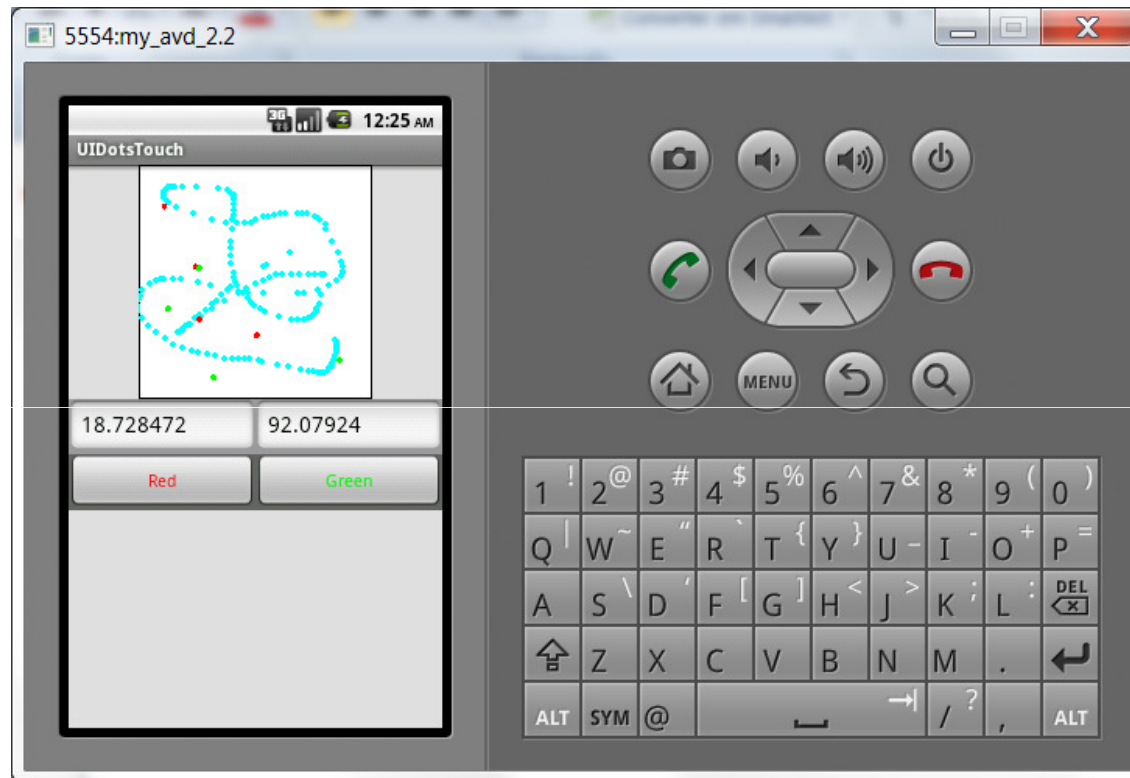 5554:my_avd_2.2
3G 12:25 AM
UIDotsTouch
18.728472 92.07924
Red Green
MENU
1 ! 2 @ 3 # 4 $ 5 % 6 ^ 7 & 8 * 9 ( 0 )
Q | W ~ E " R ` T { Y } U _ I - O + P =
A S \ D ' F [ G ] H < J > K ; L : DEL
Z X C V B N M .
ALT SYM @ / ? , ALT